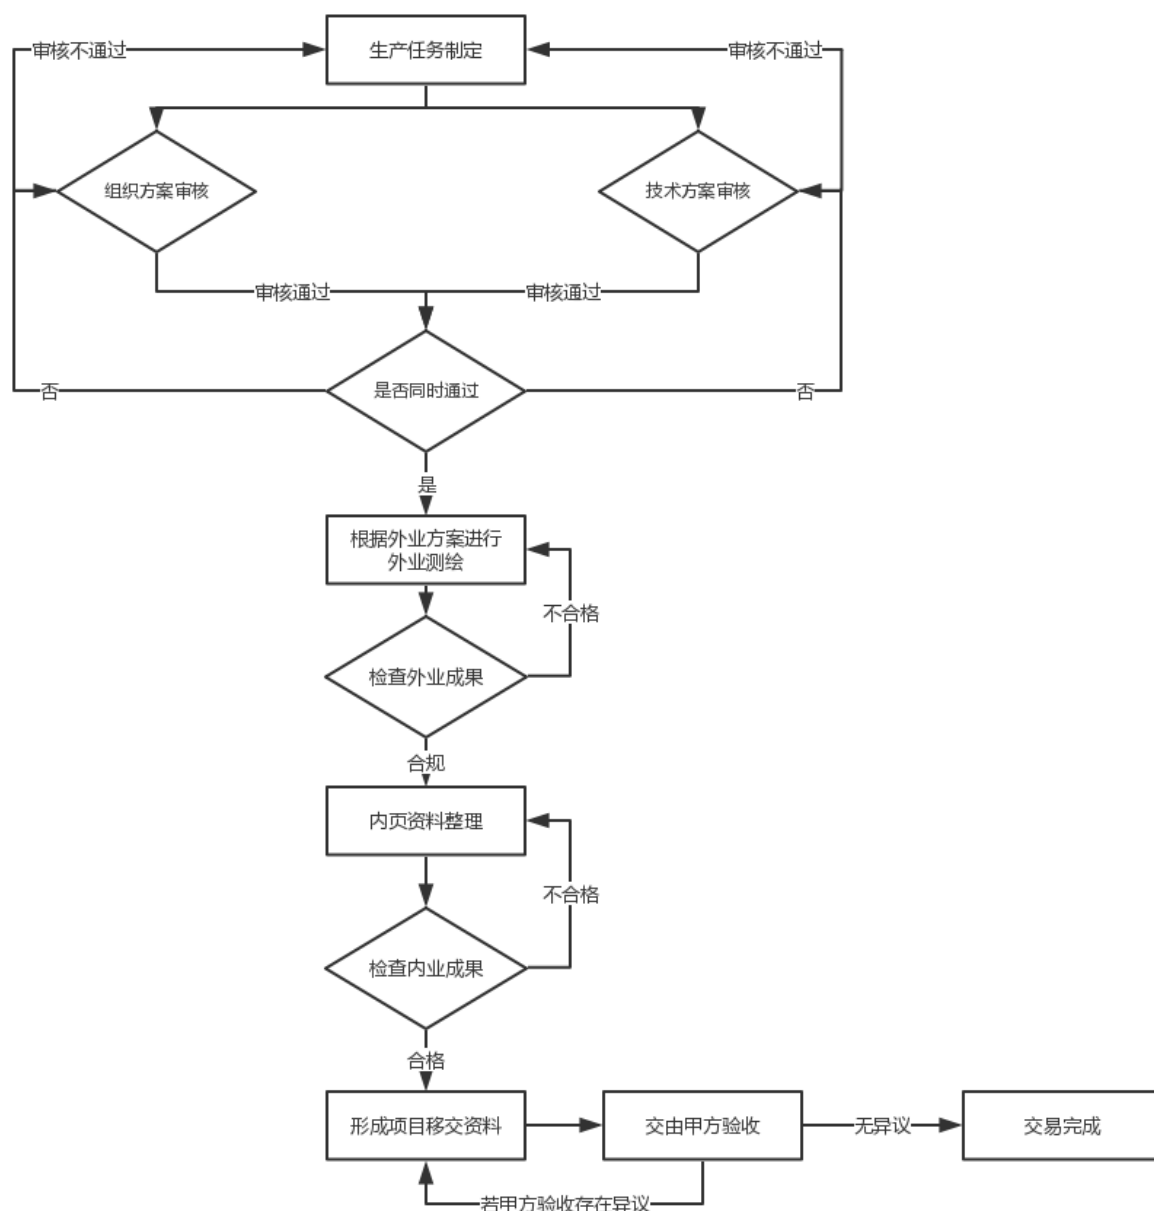 审核不通过
生产任务制定
审核不通过
组织方案审核
技术方案审核
审核通过
审核通过
否
是否同时通过
否
是
根据外业方案进行
外业测绘
不合格
检查外业成果
合规
内页资料整理
不合格
检查内业成果
合格
形成项目移交资料
交由甲方验收
无异议
交易完成
若甲方验收存在异议